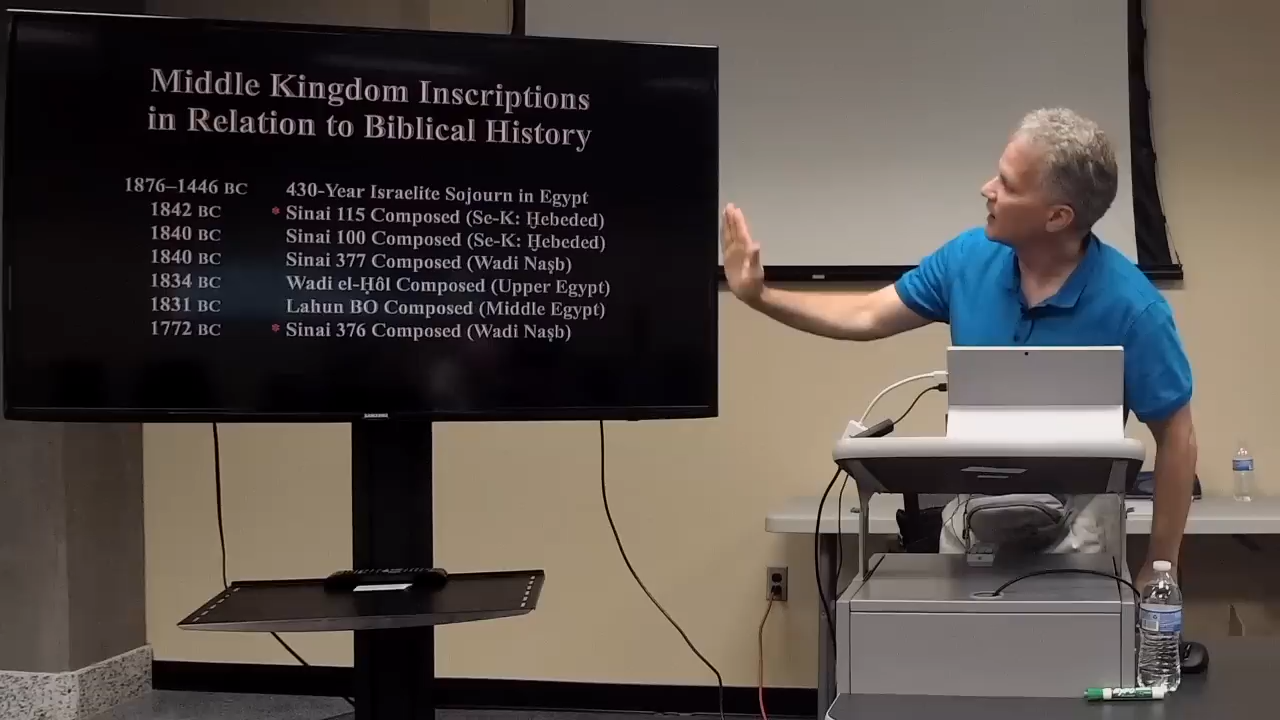 Middle Kingdom Inscriptions
in Relation to Biblical History
1876–1446 BC 430-Year Israelite Sojourn in Egypt
1842 BC * Sinai 115 Composed (Se-K: Ḫebeded)
1840 BC Sinai 100 Composed (Se-K: Ḫebeded)
1840 BC Sinai 377 Composed (Wadi Naṣb)
1834 BC Wadi el-Ḥôl Composed (Upper Egypt)
1831 BC Lahun BO Composed (Middle Egypt)
1772 BC * Sinai 376 Composed (Wadi Naṣb)
SAMSUNG